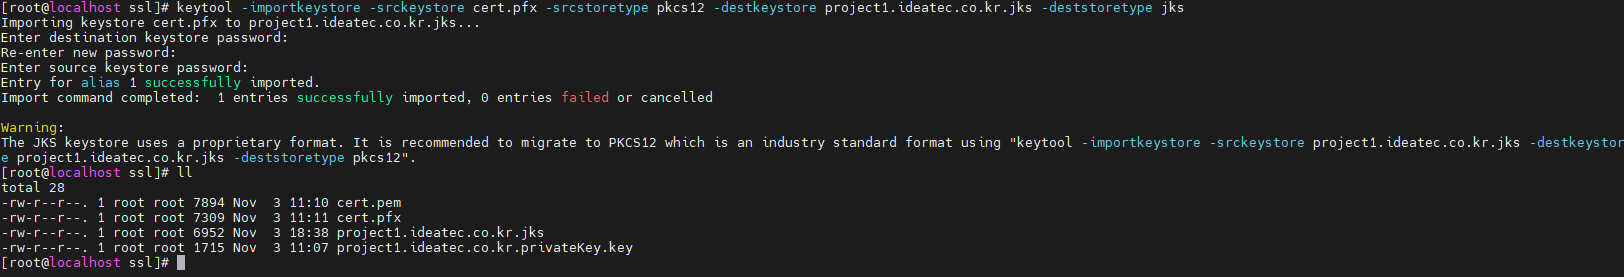 [root@localhost ssl]# keytool -importkeystore -srckeystore cert.pfx -srcstoretype pkcs12 -destkeystore project1.ideatec.co.kr.jks -deststoretype jks
Importing keystore cert.pfx to project1.ideatec.co.kr.jks...
Enter destination keystore password:
Re-enter new password:
Enter source keystore password:
Entry for alias 1 successfully imported.
Import command completed:  1 entries successfully imported, 0 entries failed or cancelled
Warning:
The JKS keystore uses a proprietary format. It is recommended to migrate to PKCS12 which is an industry standard format using "keytool -importkeystore -srckeystore project1.ideatec.co.kr.jks -destkeystor
e project1.ideatec.co.kr.jks -deststoretype pkcs12".
[root@localhost ssl]# ll
total 28
-rw-r--r--. 1 root root 7894 Nov  3 11:10 cert.pem
-rw-r--r--. 1 root root 7309 Nov  3 11:11 cert.pfx
-rw-r--r--. 1 root root 6952 Nov  3 18:38 project1.ideatec.co.kr.jks
-rw-r--r--. 1 root root 1715 Nov  3 11:07 project1.ideatec.co.kr.privateKey.key
[root@localhost ssl]#